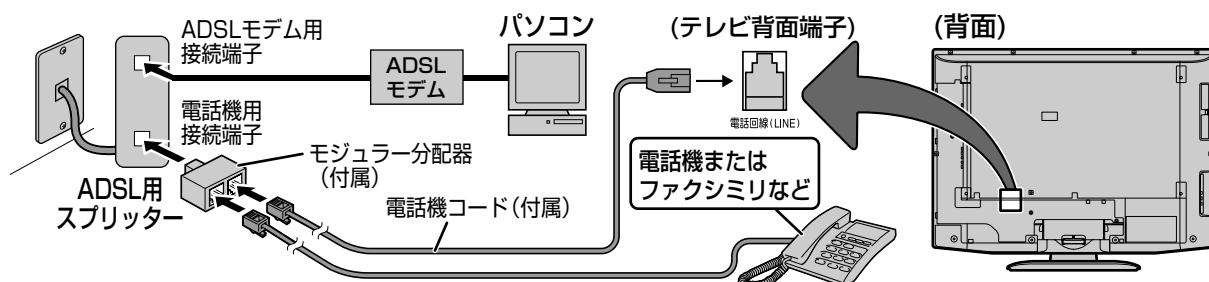 ADSLモデム用
接続端子
パソコン
(テレビ背面端子)
(背面)
ADSL
モデム
電話機用
接続端子
電話回線(LINE)
モジュラー分配器
(付属)
電話機または
ファクシミリなど
ADSL用
スプリッター
電話機コード(付属)